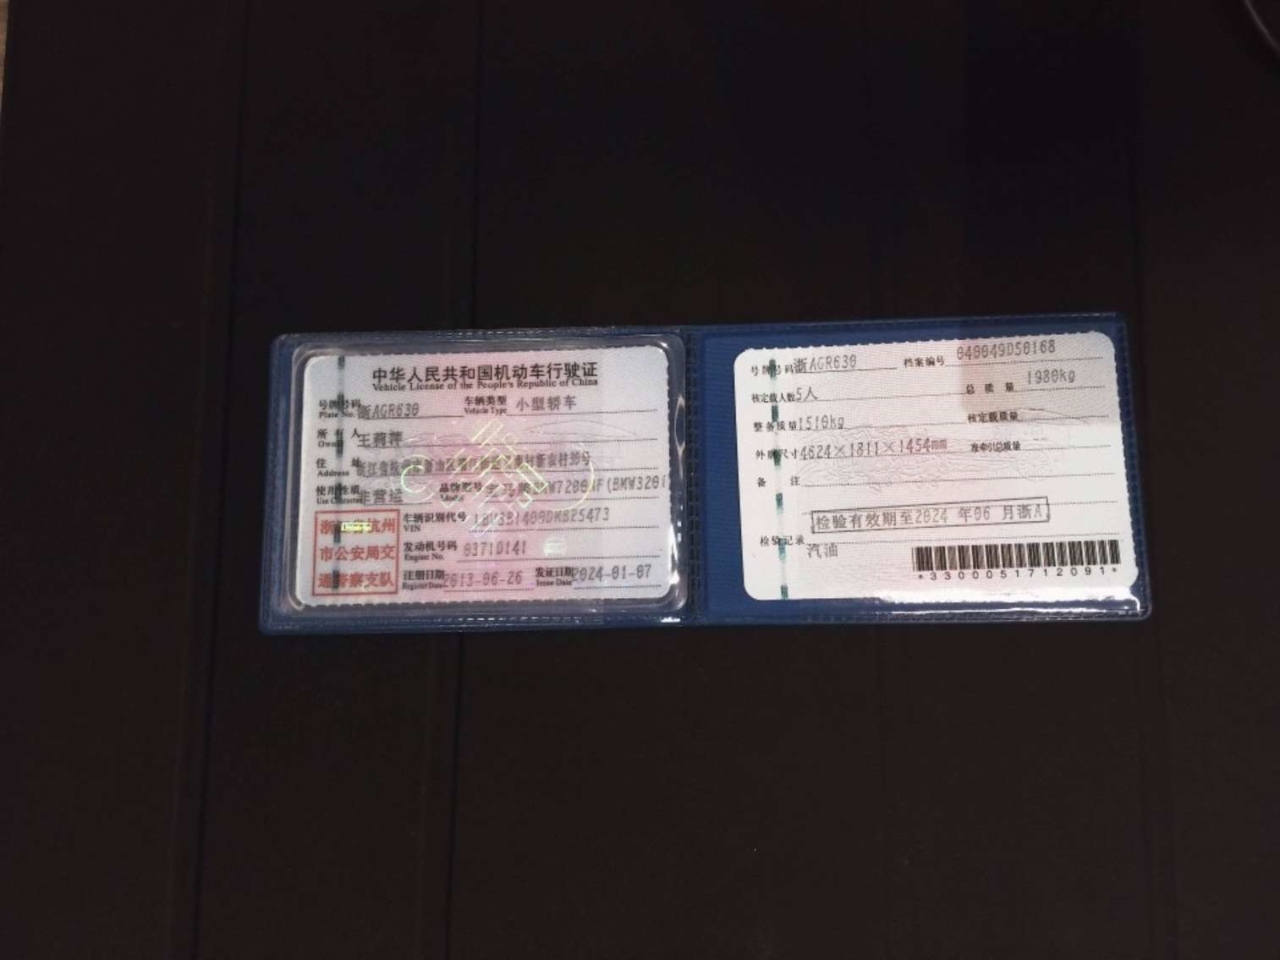 中华人民共和国机动车行驶证
Vehicle License of the People's Republic of China
号牌号码 浙AGR630 车辆类型 小型轿车
Plate No. Vehicle Type
所有人 王莉萍
Owner
住址
Address
使用性质 非营运 品牌型号
Use Character Model
车辆识别代号
VIN
发动机号码 03710141
Engine No.
注册日期 2013-06-26 发证日期 2024-01-07
Register Date Issue Date
浙江省杭州
市公安局交
通警察支队
号牌号码 浙AGR630 档案编号
核定载人数 5人 总质量 1980kg
整备质量 1510kg 核定载质量
外廓尺寸 4624×1811×1454mm 准牵引总质量
备注
检验有效期至2024 年06 月浙A
检验记录
汽油
*3300051712091*